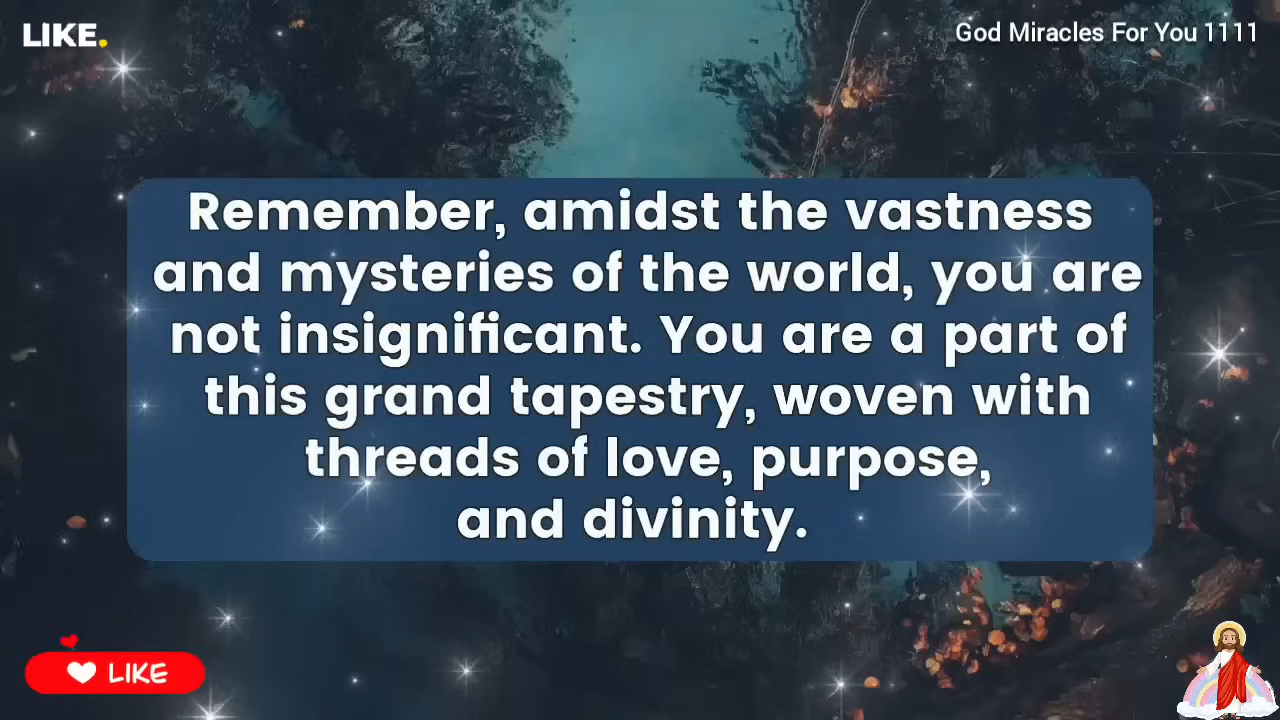 LIKE.
God Miracles For You 1111
Remember, amidst the vastness
and mysteries of the world, you are
not insignificant. You are a part of
this grand tapestry, woven with
threads of love, purpose,
and divinity.
LIKE